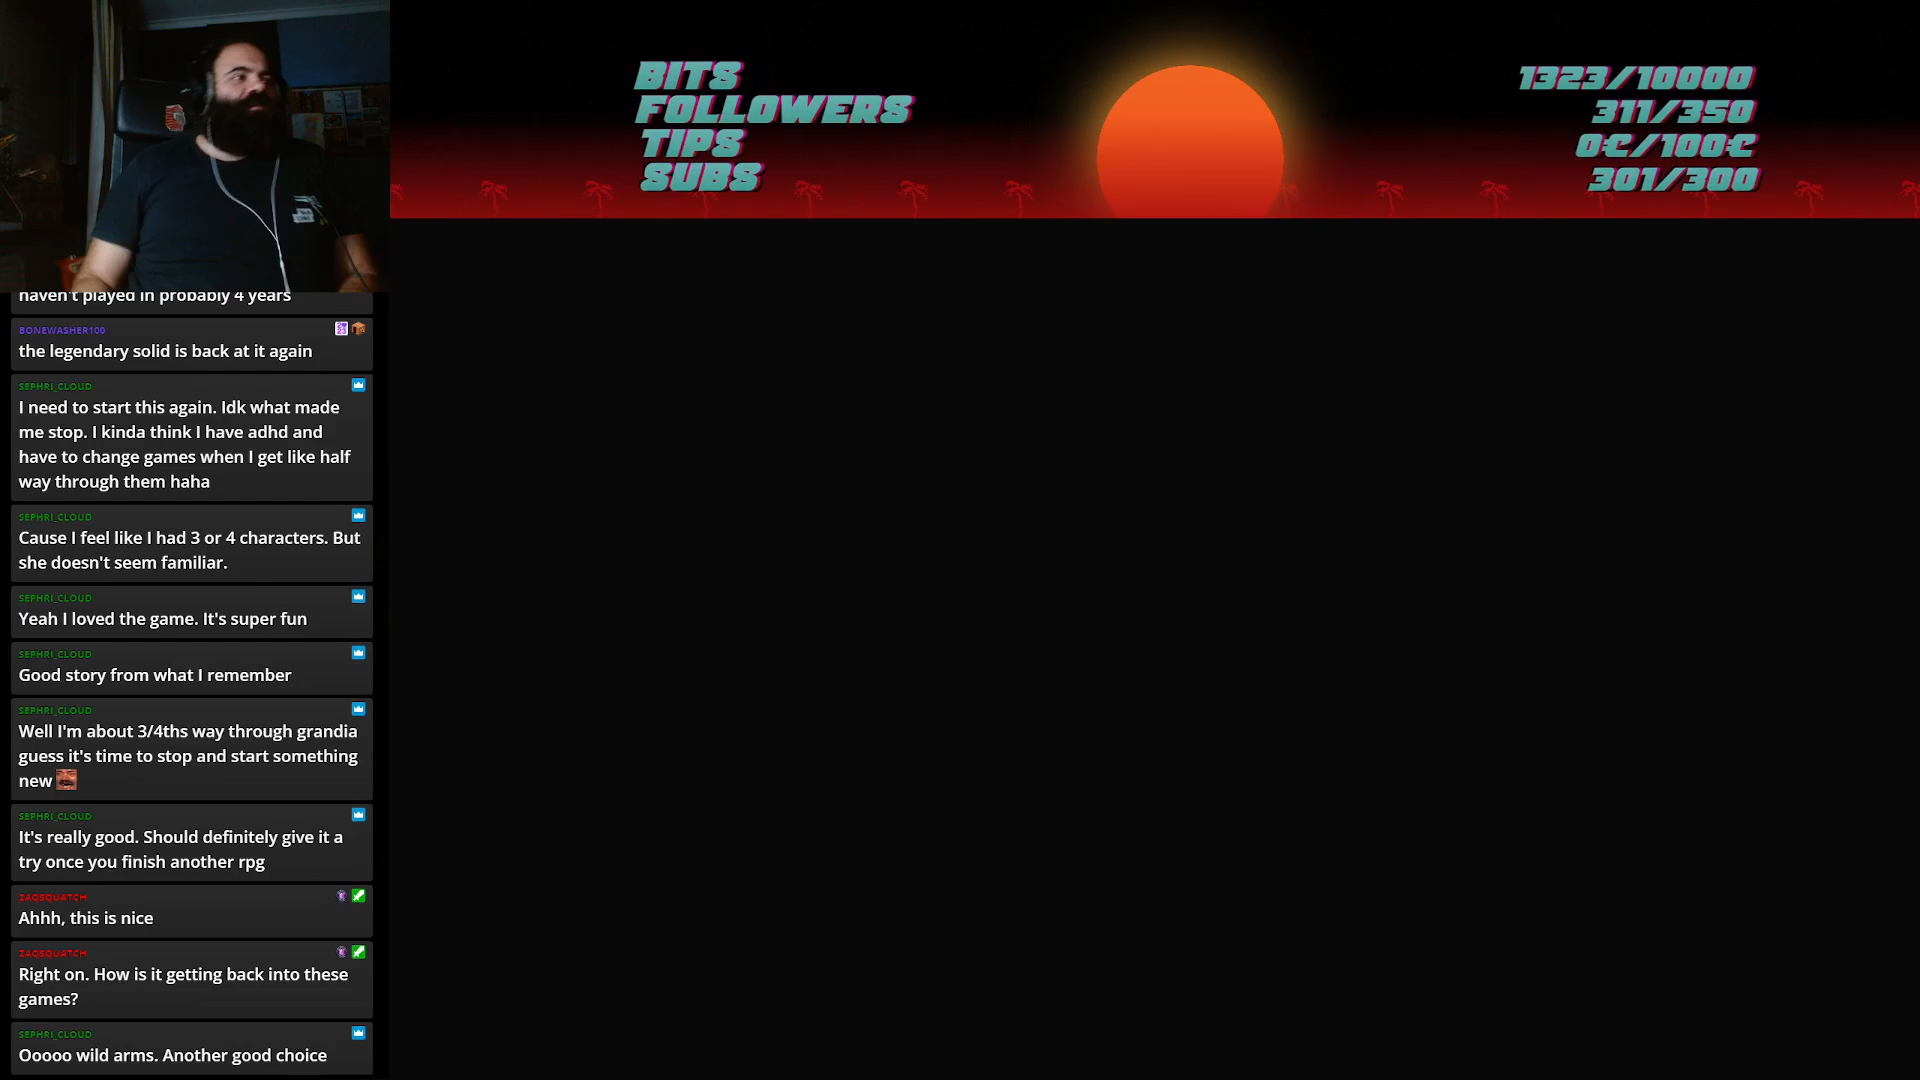 BITS
FOLLOWERS
TIPS
SUBS
1323/10000
311/350
0€/100€
301/300
haven't played in probably 4 years
BONEWASHER100
the legendary solid is back at it again
SEPHRI_CLOUD
I need to start this again. Idk what made
me stop. I kinda think I have adhd and
have to change games when I get like half
way through them haha
SEPHRI_CLOUD
Cause I feel like I had 3 or 4 characters. But
she doesn't seem familiar.
SEPHRI_CLOUD
Yeah I loved the game. It's super fun
SEPHRI_CLOUD
Good story from what I remember
SEPHRI_CLOUD
Well I'm about 3/4ths way through grandia
guess it's time to stop and start something
new
SEPHRI_CLOUD
It's really good. Should definitely give it a
try once you finish another rpg
ZAQSQUATCH
Ahhh, this is nice
ZAQSQUATCH
Right on. How is it getting back into these
games?
SEPHRI_CLOUD
Ooooo wild arms. Another good choice